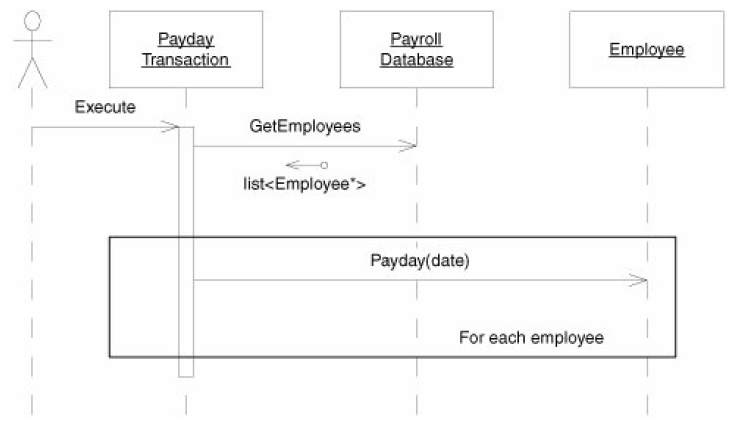 Payday
Transaction
Payroll
Database
Employee
Execute
GetEmployees
list<Employee*>
Payday(date)
For each employee